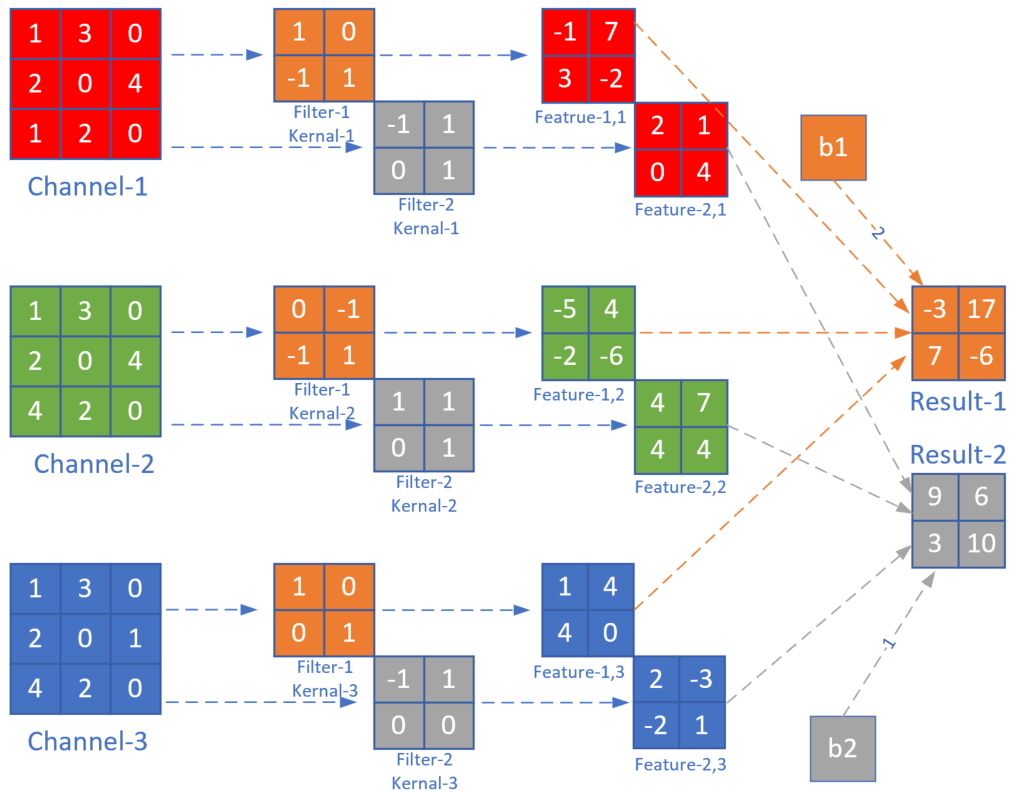 1 3 0
2 0 4
1 2 0
Channel-1
1 0
-1 1
Filter-1
Kernal-1
-1 1
0 1
Filter-2
Kernal-1
-1 7
3 -2
Featrue-1,1
2 1
0 4
Feature-2,1
b1
2
1 3 0
2 0 4
4 2 0
Channel-2
0 -1
-1 1
Filter-1
Kernal-2
1 1
0 1
Filter-2
Kernal-2
-5 4
-2 -6
Feature-1,2
4 7
4 4
Feature-2,2
-3 17
7 -6
Result-1
Result-2
9 6
3 10
1 3 0
2 0 1
4 2 0
Channel-3
1 0
0 1
Filter-1
Kernal-3
-1 1
0 0
Filter-2
Kernal-3
1 4
4 0
Feature-1,3
2 -3
-2 1
Feature-2,3
1
b2